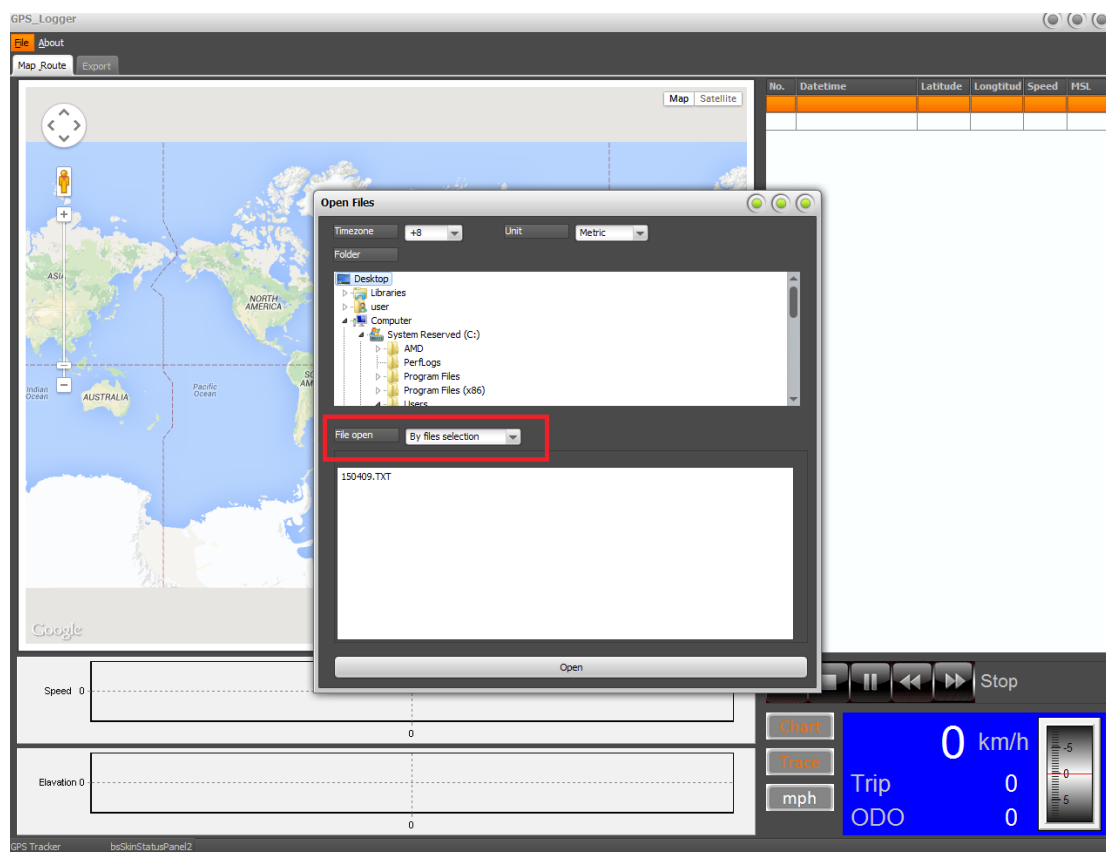 GPS_Logger
File About
Map_Route Export
Map Satellite
No. Datetime Latitude Longtitud Speed MSL
Open Files
Timezone +8 Unit Metric
Folder
Desktop
Libraries
user
Computer
System Reserved (C:)
AMD
PerfLogs
Program Files
Program Files (x86)
Users
File open By files selection
150409.TXT
Open
NORTH
AMERICA
Pacific
Ocean
Indian
Ocean
AUSTRALIA
Google
Speed 0
0
Elavation 0
0
Stop
Chart
Trace
mph
0 km/h
Trip 0
ODO 0
-5
0
5
GPS Tracker bsSkinStatusPanel2